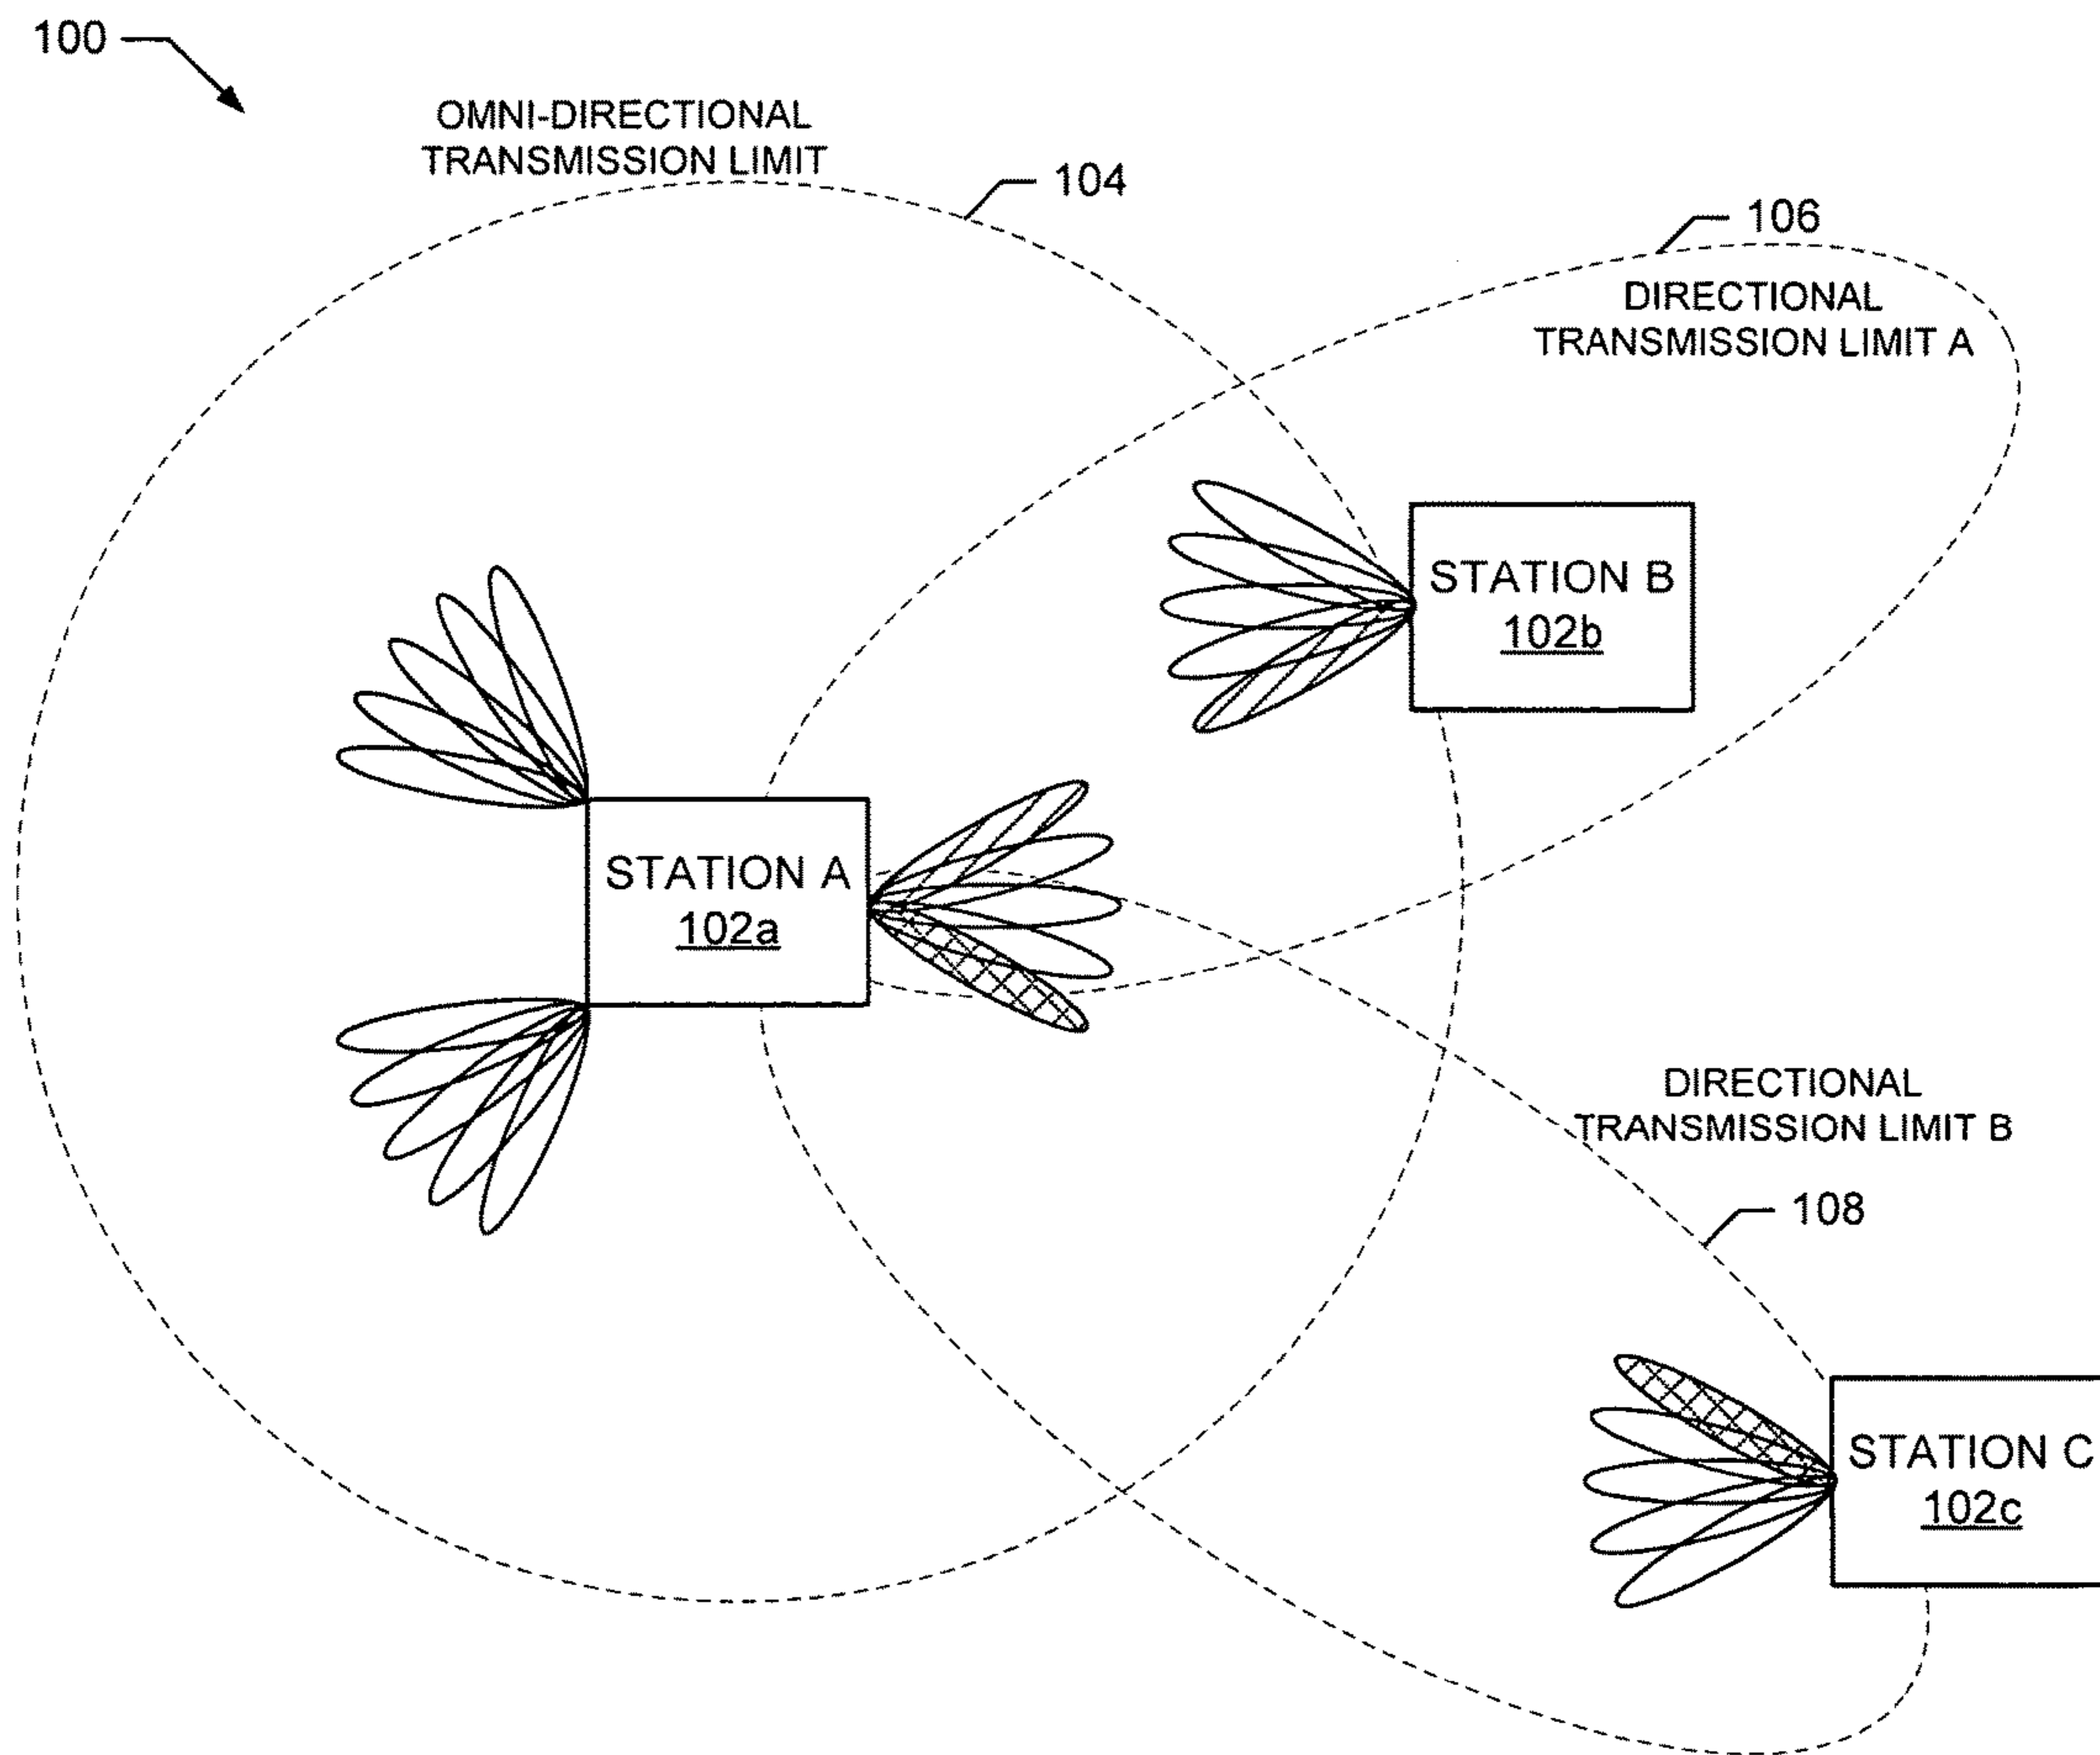 100
OMNI-DIRECTIONAL
TRANSMISSION LIMIT
104
106
DIRECTIONAL
TRANSMISSION LIMIT A
STATION B
102b
STATION A
102a
DIRECTIONAL
TRANSMISSION LIMIT B
108
STATION C
102c